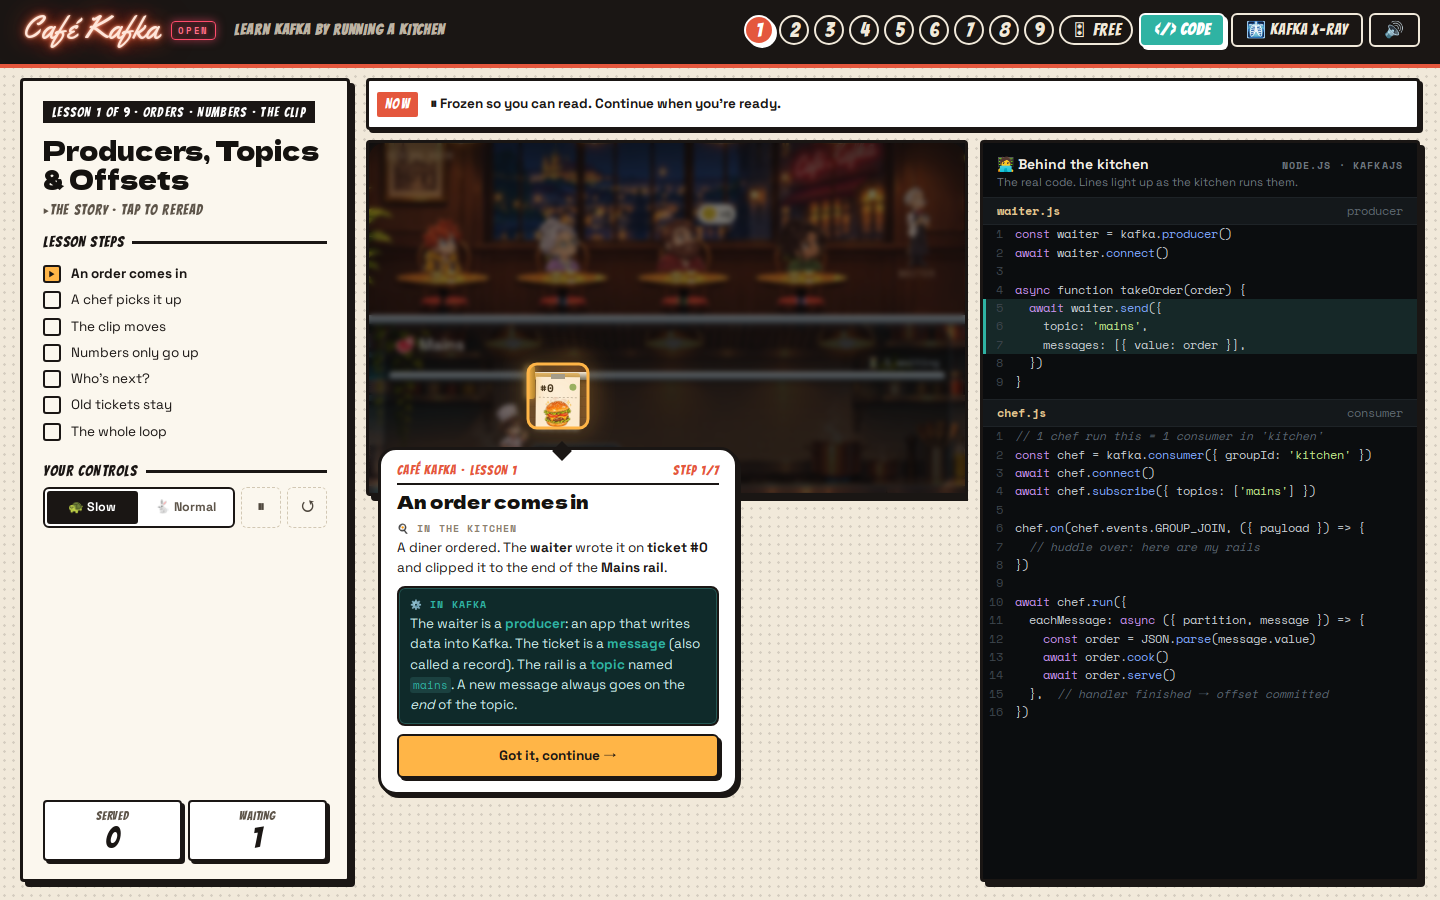 Café Kafka
OPEN
LEARN KAFKA BY RUNNING A KITCHEN
1 2 3 4 5 6 7 8 9 FREE
</> CODE
KAFKA X-RAY
LESSON 1 OF 9 · ORDERS · NUMBERS · THE CLIP
Producers, Topics
& Offsets
▸THE STORY · TAP TO REREAD
LESSON STEPS
An order comes in
A chef picks it up
The clip moves
Numbers only go up
Who's next?
Old tickets stay
The whole loop
YOUR CONTROLS
Slow
Normal
SERVED
0
WAITING
1
NOW
Frozen so you can read. Continue when you're ready.
Mains
#0
CAFÉ KAFKA · LESSON 1
STEP 1/7
An order comes in
IN THE KITCHEN
A diner ordered. The waiter wrote it on ticket #0
and clipped it to the end of the Mains rail.
IN KAFKA
The waiter is a producer: an app that writes
data into Kafka. The ticket is a message (also
called a record). The rail is a topic named
mains. A new message always goes on the
end of the topic.
Got it, continue →
Behind the kitchen
NODE.JS · KAFKAJS
The real code. Lines light up as the kitchen runs them.
waiter.js
producer
1 const waiter = kafka.producer()
2 await waiter.connect()
3
4 async function takeOrder(order) {
5 await waiter.send({
6 topic: 'mains',
7 messages: [{ value: order }],
8 })
9 }
chef.js
consumer
1 // 1 chef run this = 1 consumer in 'kitchen'
2 const chef = kafka.consumer({ groupId: 'kitchen' })
3 await chef.connect()
4 await chef.subscribe({ topics: ['mains'] })
5
6 chef.on(chef.events.GROUP_JOIN, ({ payload }) => {
7 // huddle over: here are my rails
8 })
9
10 await chef.run({
11 eachMessage: async ({ partition, message }) => {
12 const order = JSON.parse(message.value)
13 await order.cook()
14 await order.serve()
15 }, // handler finished → offset committed
16 })